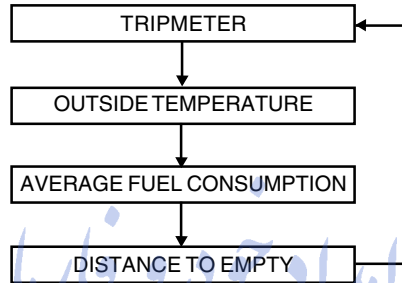 TRIPMETER
OUTSIDE TEMPERATURE
AVERAGE FUEL CONSUMPTION
DISTANCE TO EMPTY